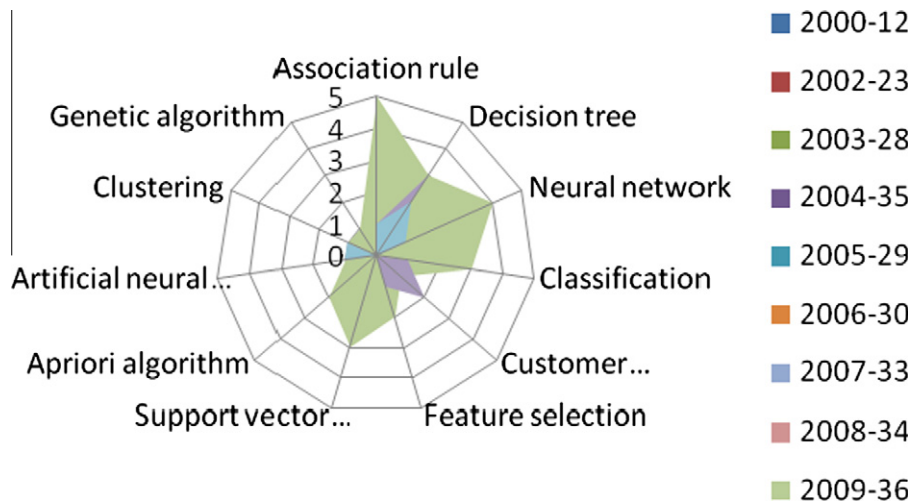 Association rule
Decision tree
Neural network
Classification
Customer ...
Feature selection
Support vector ...
Apriori algorithm
Artificial neural ...
Clustering
Genetic algorithm
5
4
3
2
1
0
2000-12
2002-23
2003-28
2004-35
2005-29
2006-30
2007-33
2008-34
2009-36